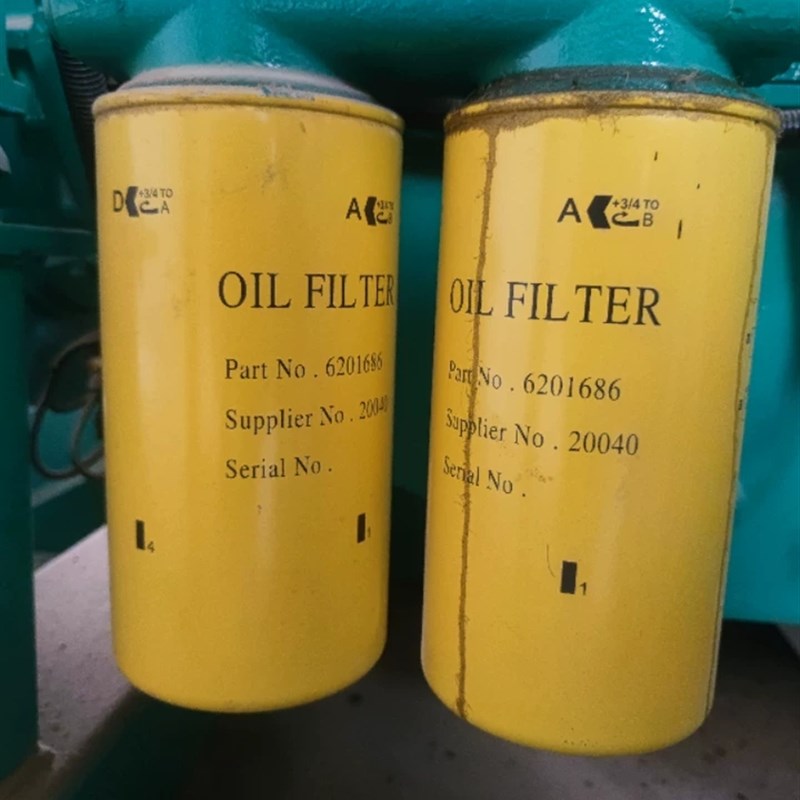 D +3/4 TO A
A +3/4 TO B
OIL FILTER
Part No . 6201686
Supplier No . 20040
Serial No .
4
1
A +3/4 TO B
OIL FILTER
Part No . 6201686
Supplier No . 20040
Serial No .
1